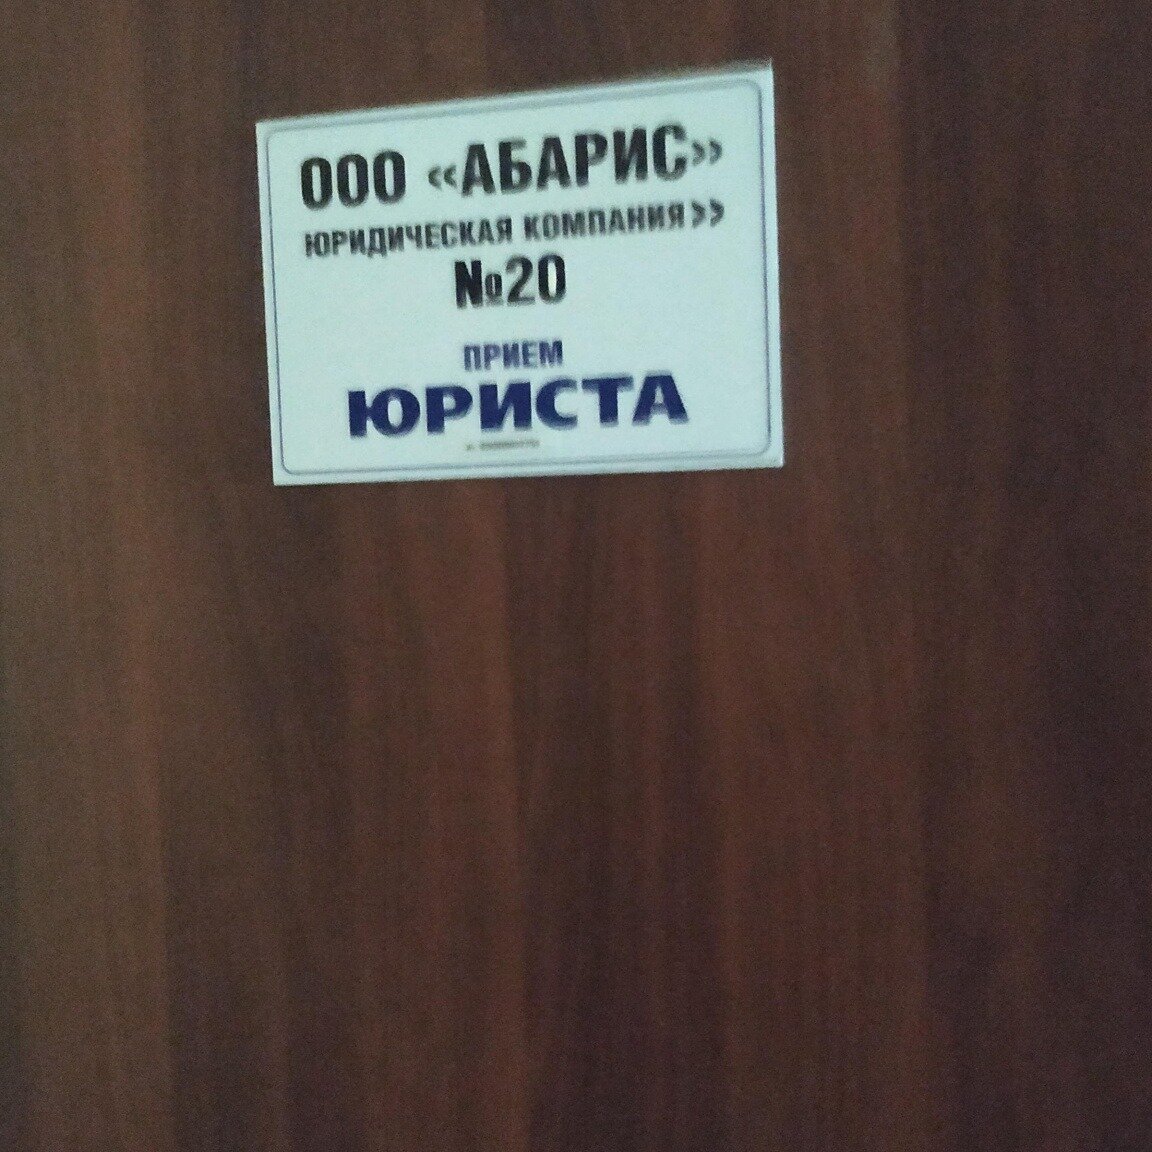 ООО «АБАРИС»
ЮРИДИЧЕСКАЯ КОМПАНИЯ»
№20
ПРИЕМ
ЮРИСТА